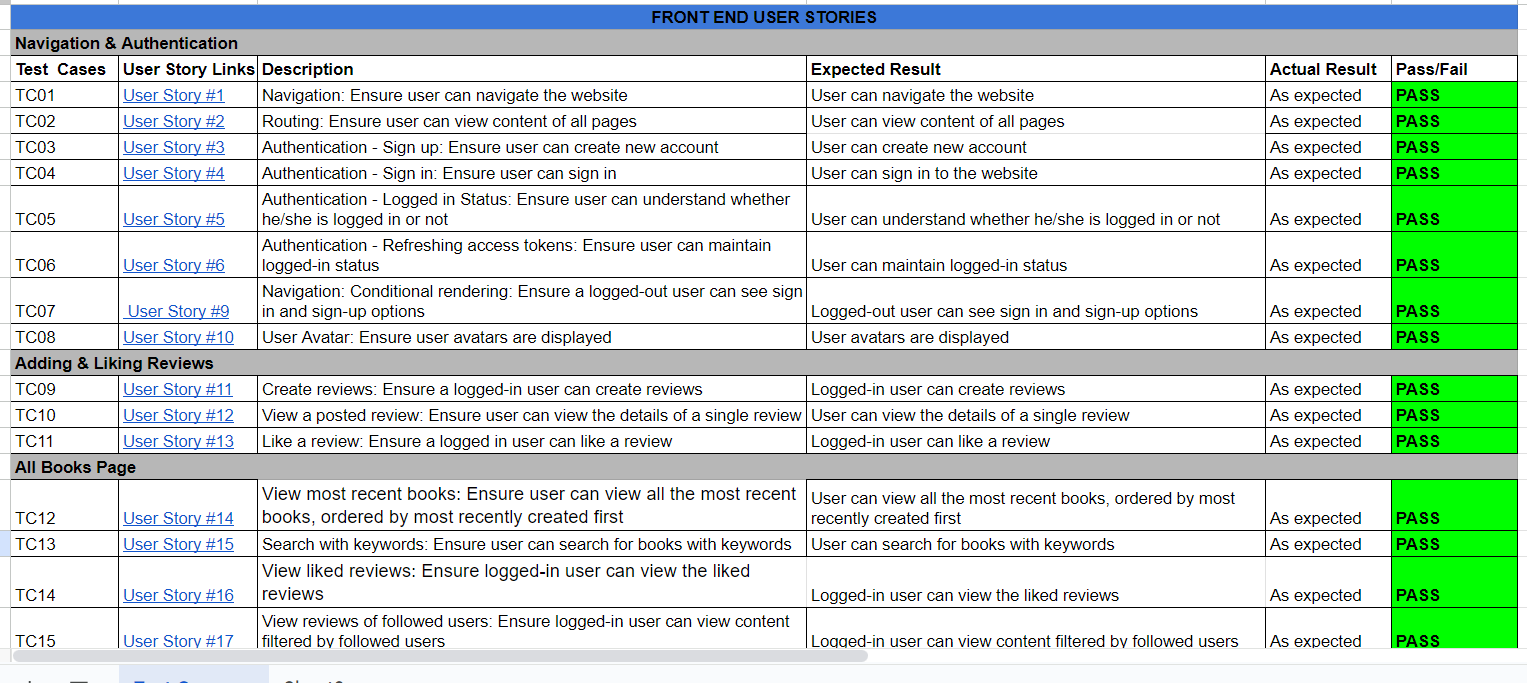 FRONT END USER STORIES
Navigation & Authentication
Test Cases User Story Links Description Expected Result Actual Result Pass/Fail
TC01 User Story #1 Navigation: Ensure user can navigate the website User can navigate the website As expected PASS
TC02 User Story #2 Routing: Ensure user can view content of all pages User can view content of all pages As expected PASS
TC03 User Story #3 Authentication - Sign up: Ensure user can create new account User can create new account As expected PASS
TC04 User Story #4 Authentication - Sign in: Ensure user can sign in User can sign in to the website As expected PASS
Authentication - Logged in Status: Ensure user can understand whether
TC05 User Story #5 he/she is logged in or not User can understand whether he/she is logged in or not As expected PASS
Authentication - Refreshing access tokens: Ensure user can maintain
TC06 User Story #6 logged-in status User can maintain logged-in status As expected PASS
Navigation: Conditional rendering: Ensure a logged-out user can see sign
TC07 User Story #9 in and sign-up options Logged-out user can see sign in and sign-up options As expected PASS
TC08 User Story #10 User Avatar: Ensure user avatars are displayed User avatars are displayed As expected PASS
Adding & Liking Reviews
TC09 User Story #11 Create reviews: Ensure a logged-in user can create reviews Logged-in user can create reviews As expected PASS
TC10 User Story #12 View a posted review: Ensure user can view the details of a single review User can view the details of a single review As expected PASS
TC11 User Story #13 Like a review: Ensure a logged in user can like a review Logged-in user can like a review As expected PASS
All Books Page
View most recent books: Ensure user can view all the most recent User can view all the most recent books, ordered by most
TC12 User Story #14 books, ordered by most recently created first recently created first As expected PASS
TC13 User Story #15 Search with keywords: Ensure user can search for books with keywords User can search for books with keywords As expected PASS
View liked reviews: Ensure logged-in user can view the liked
TC14 User Story #16 reviews Logged-in user can view the liked reviews As expected PASS
View reviews of followed users: Ensure logged-in user can view content
TC15 User Story #17 filtered by followed users Logged-in user can view content filtered by followed users As expected PASS